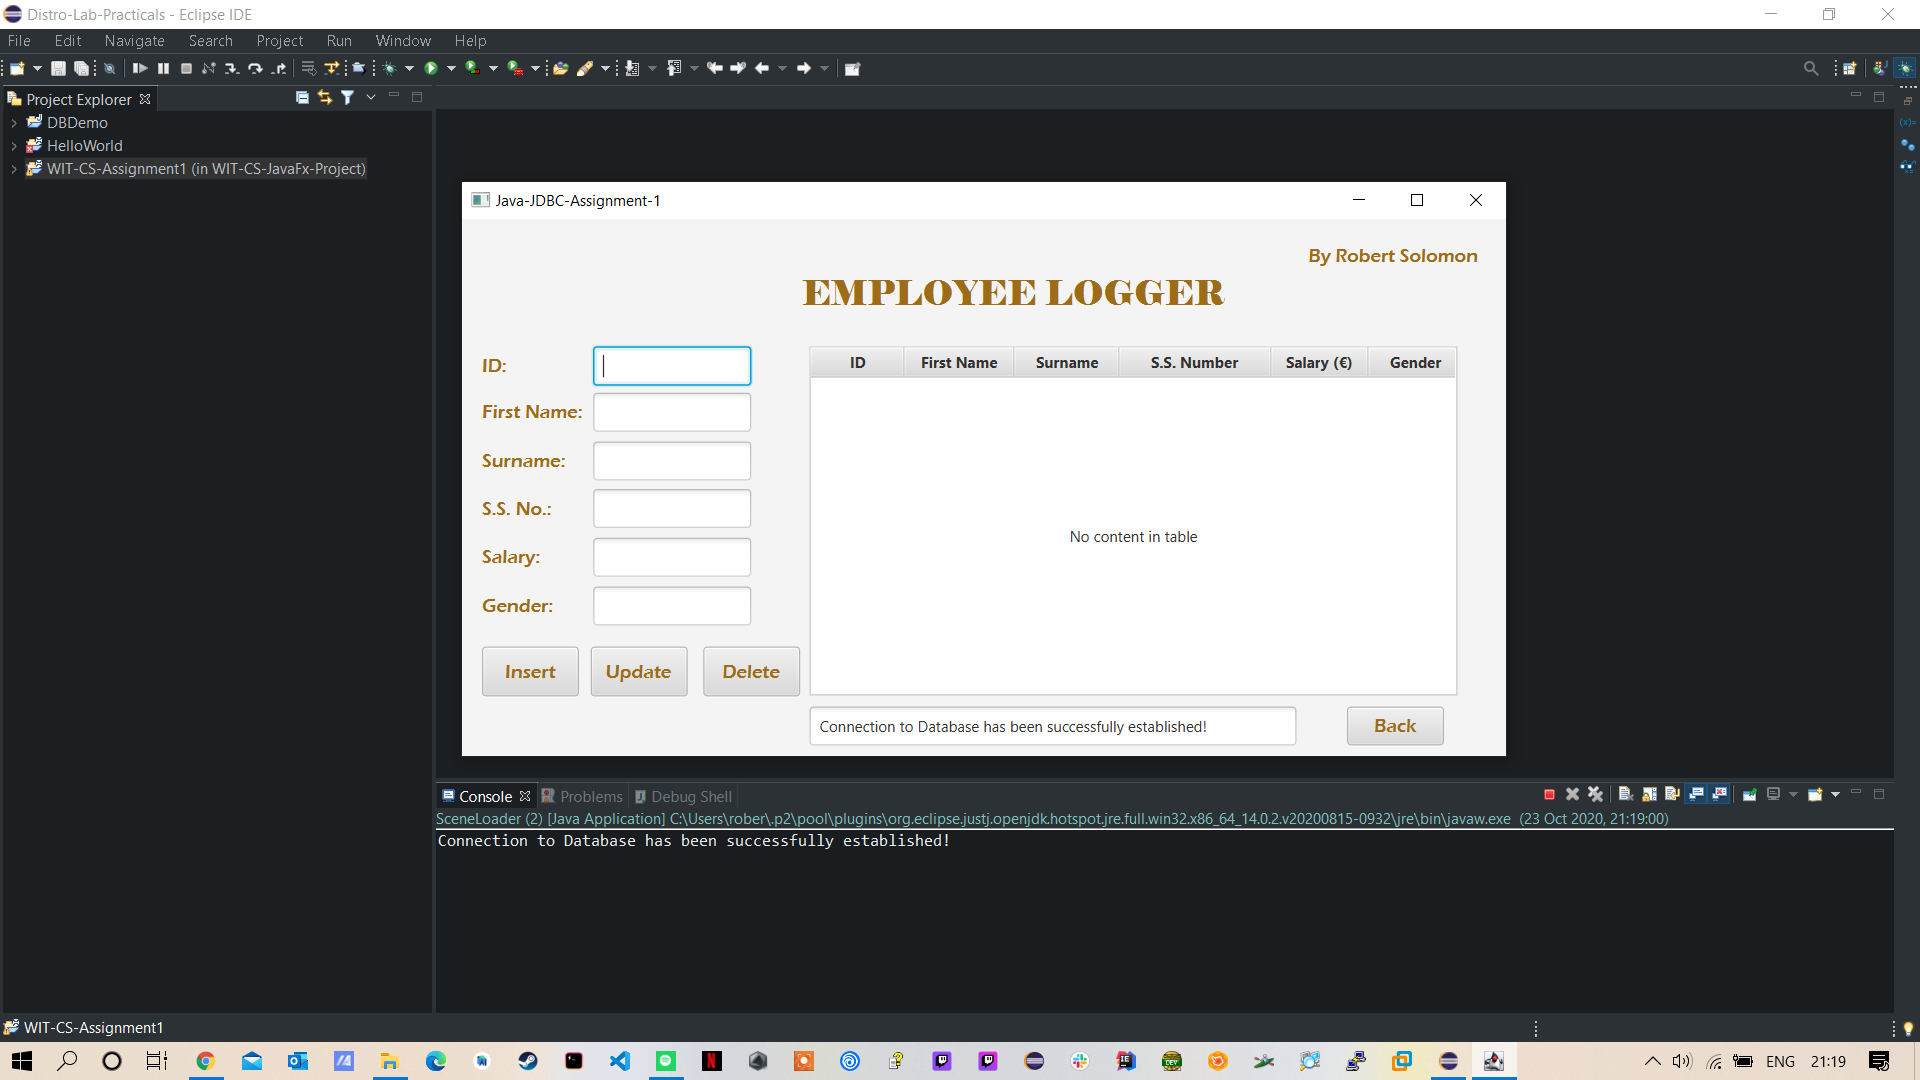 Distro-Lab-Practicals - Eclipse IDE
File Edit Navigate Search Project Run Window Help
Project Explorer
DBDemo
HelloWorld
WIT-CS-Assignment1 (in WIT-CS-JavaFx-Project)
Java-JDBC-Assignment-1
By Robert Solomon
EMPLOYEE LOGGER
ID:
First Name:
Surname:
S.S. No.:
Salary:
Gender:
Insert Update Delete
ID First Name Surname S.S. Number Salary (€) Gender
No content in table
Connection to Database has been successfully established!
Back
Console Problems Debug Shell
SceneLoader (2) [Java Application] C:\Users\rober\.p2\pool\plugins\org.eclipse.justj.openjdk.hotspot.jre.full.win32.x86_64_14.0.2.v20200815-0932\jre\bin\javaw.exe (23 Oct 2020, 21:19:00)
Connection to Database has been successfully established!
WIT-CS-Assignment1
ENG 21:19